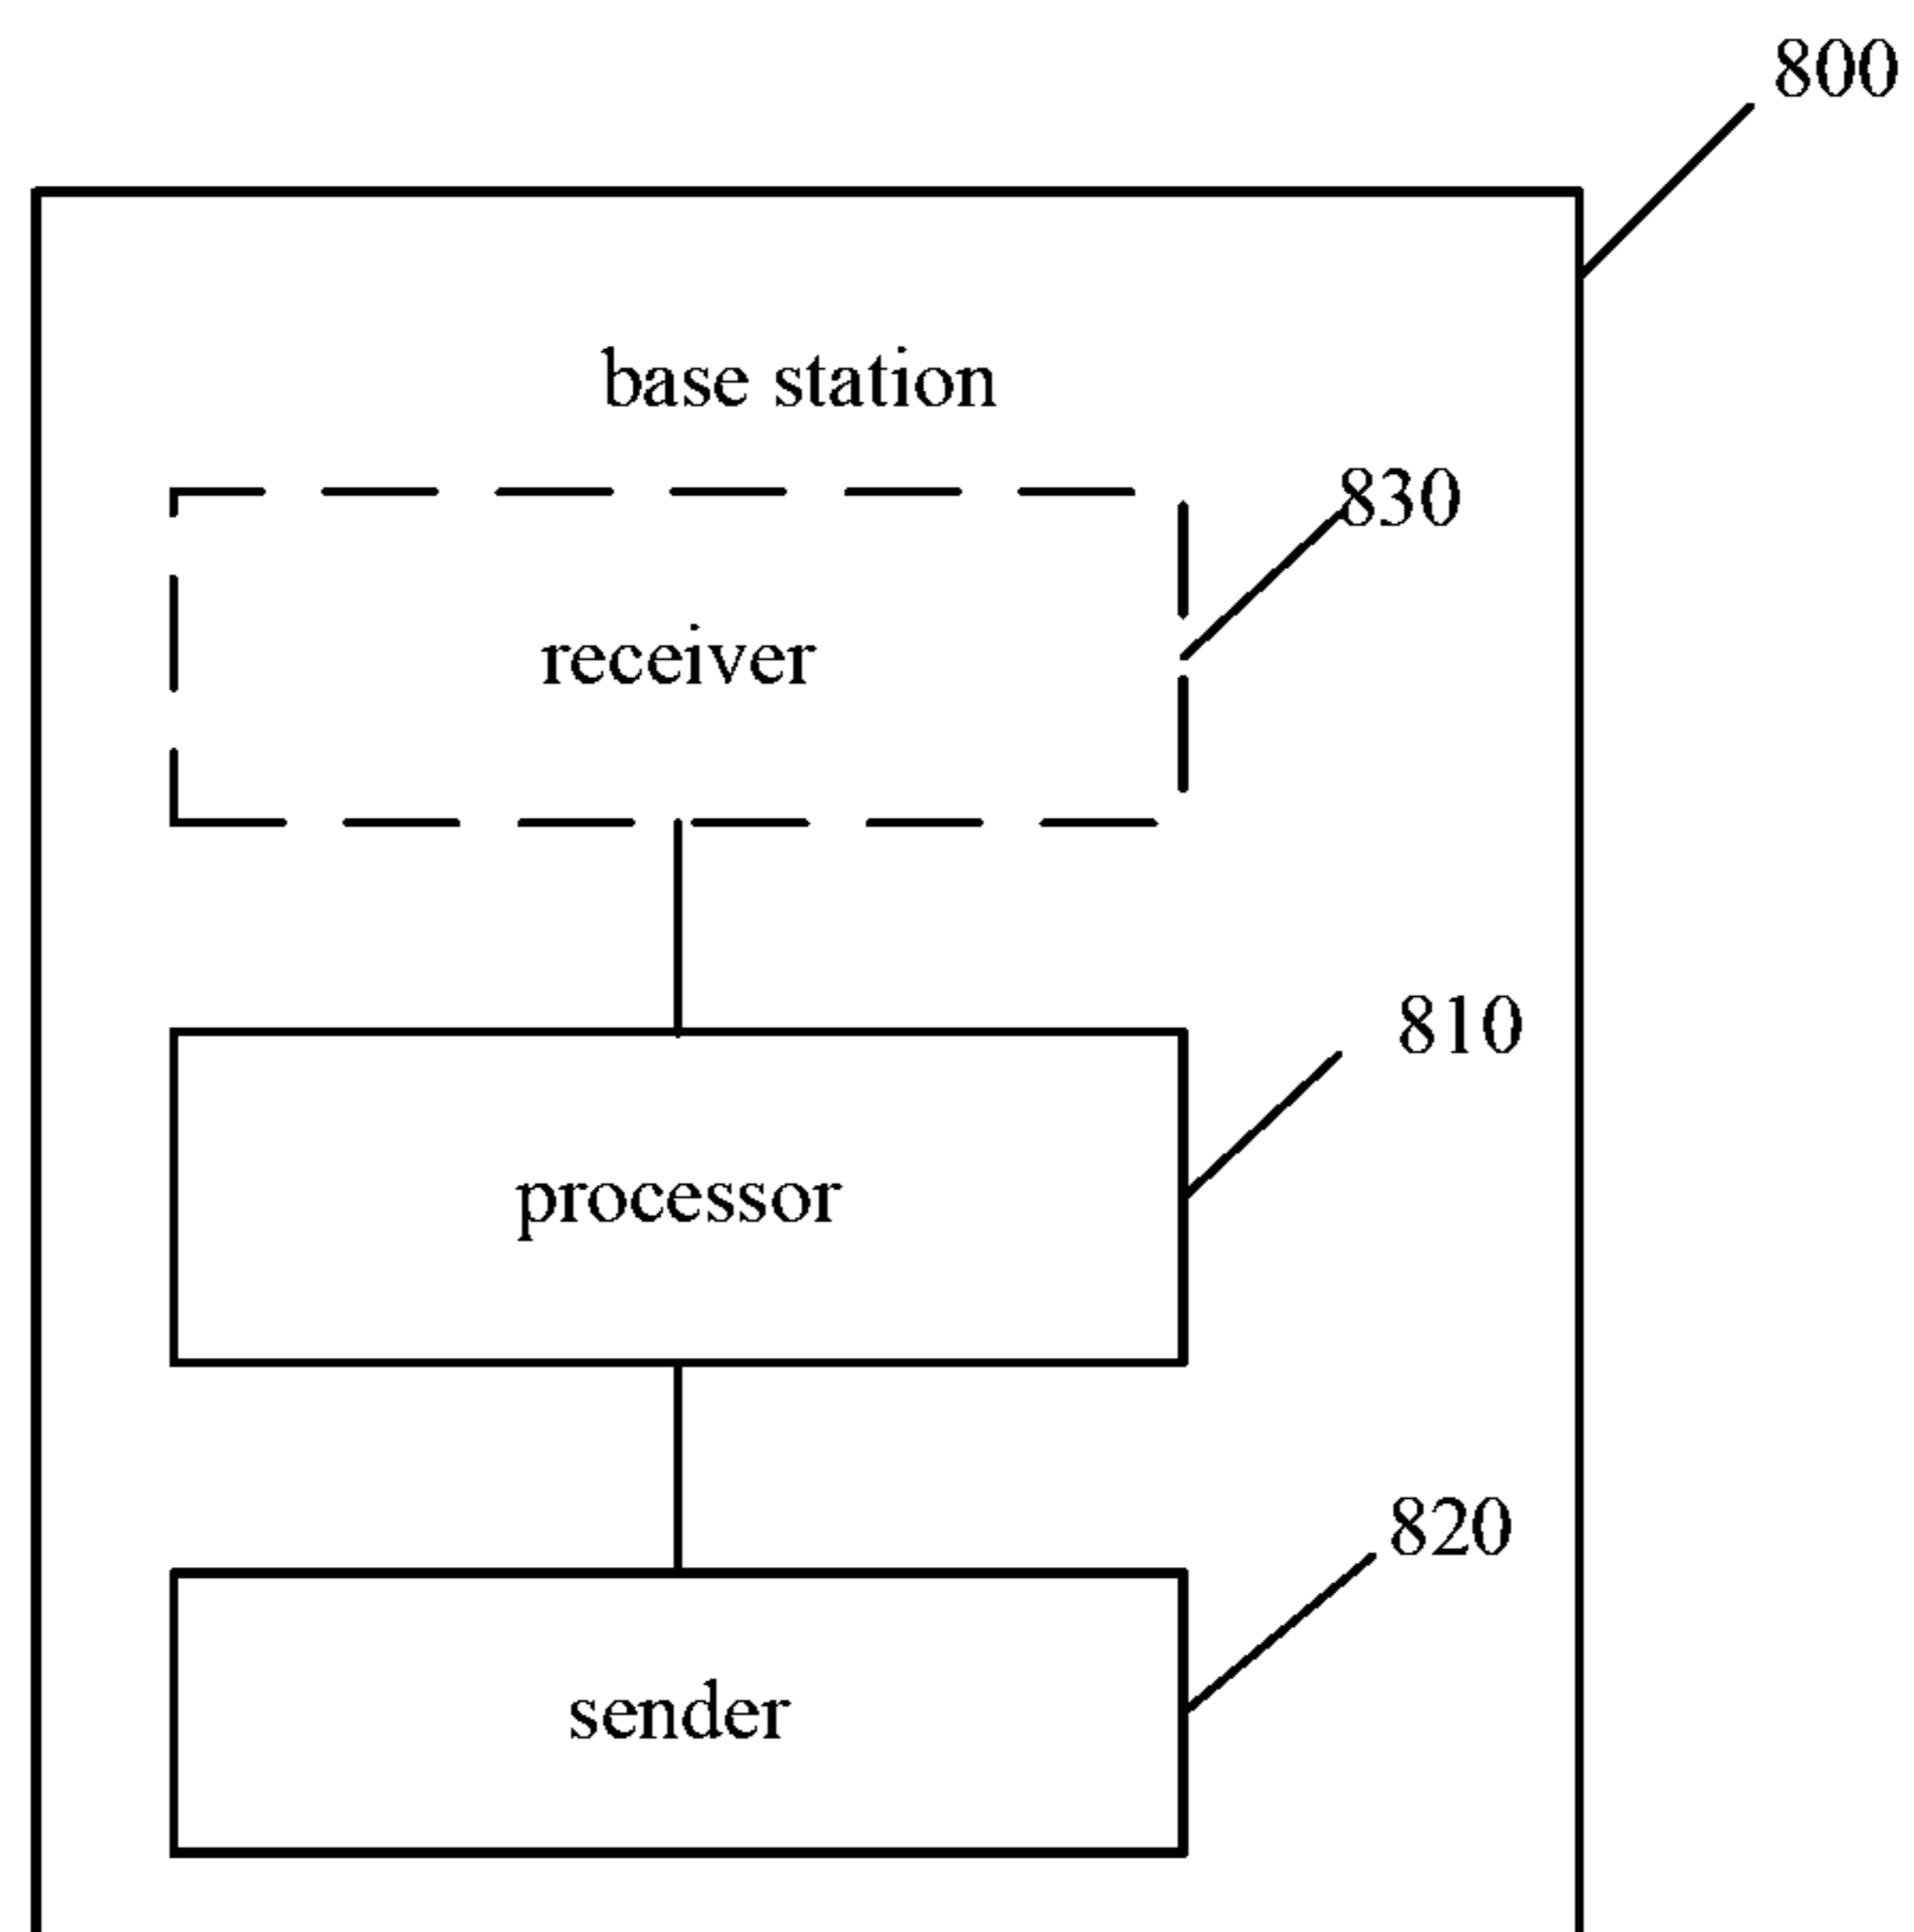 800
base station
830
receiver
810
processor
820
sender